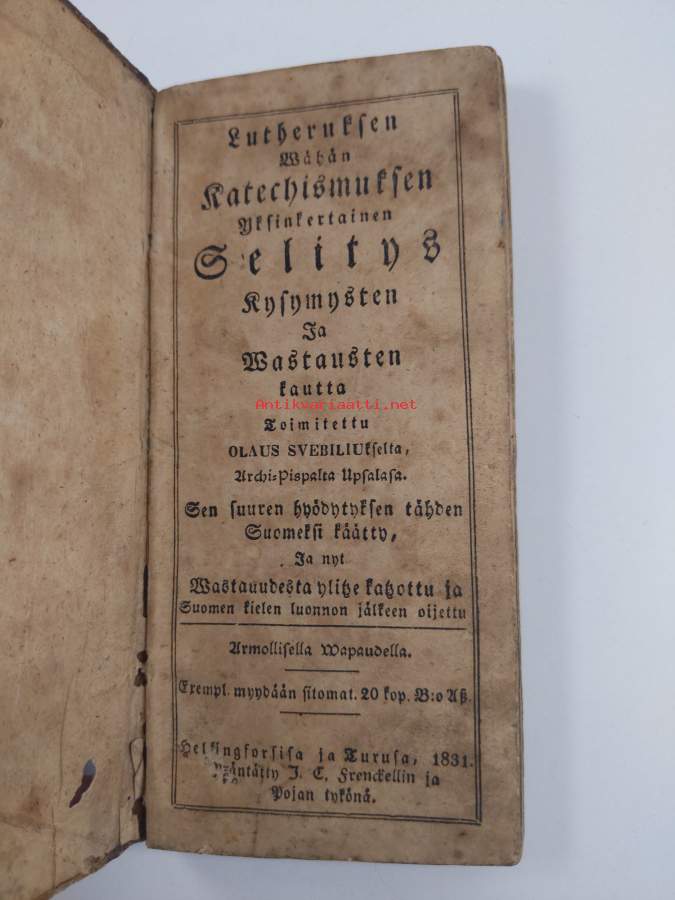 Lutheruksen
Wähän
Katechismuksen
Yksinkertainen
Selitys
Kysymysten
Ja
Wastausten
kautta
Antikvariaatti.net
Toimitettu
OLAUS SVEBILIUkselta,
Archi-Pispalta Upsalasa.
Sen suuren hyödytyksen tähden
Suomeksi käätty,
Ja nyt
Wastauudesta ylitze katzottu ja
Suomen kielen luonnon jälkeen oijettu
Armollisella Wapaudella.
Exempl. myydään sitomat. 20 kop. B:o Aß.
Helsingforsisa ja Turusa, 1831.
Präntätty J. C. Frenckellin ja
Pojan tykönä.